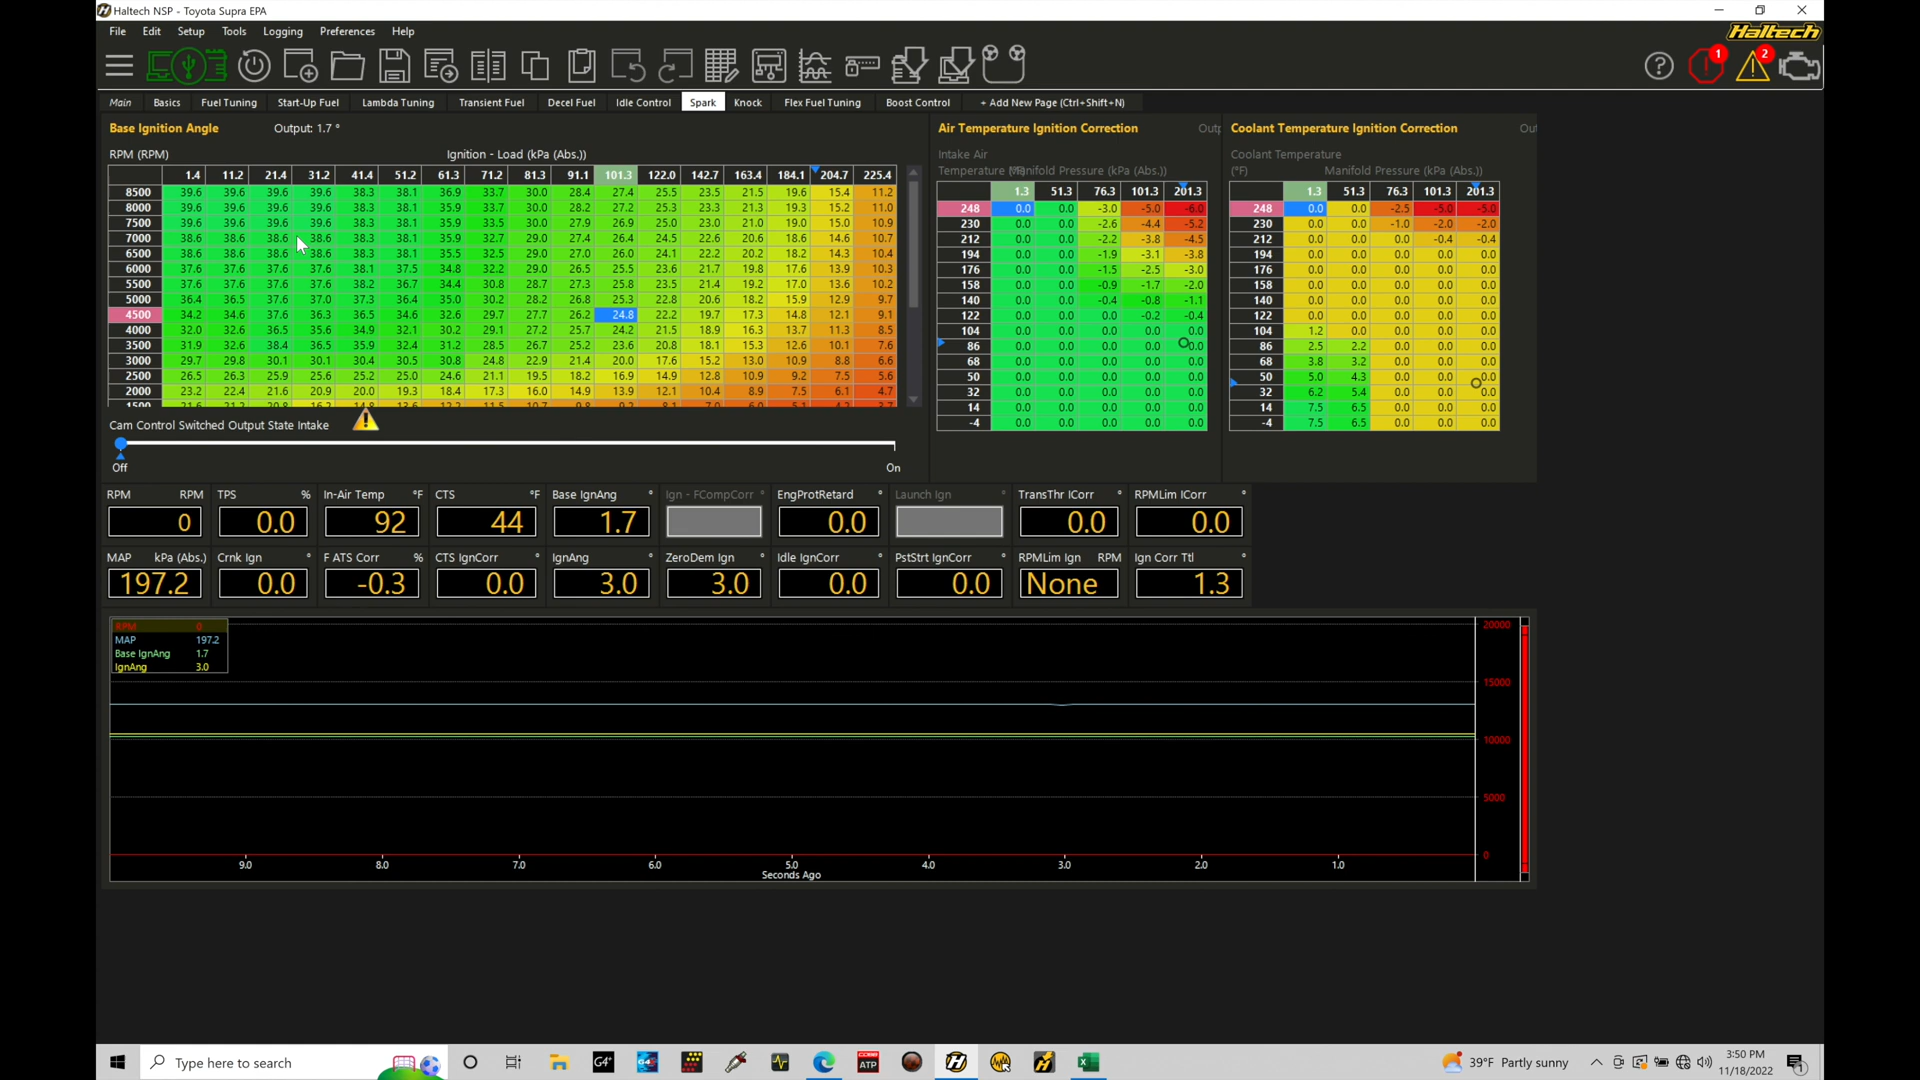 Haltech NSP - Toyota Supra EPA
File Edit Setup Tools Logging Preferences Help
Haltech
1 2
Main Basics Fuel Tuning Start-Up Fuel Lambda Tuning Transient Fuel Decel Fuel Idle Control Spark Knock Flex Fuel Tuning Boost Control + Add New Page (Ctrl+Shift+N)
Base Ignition Angle Output: 1.7 °
RPM (RPM) Ignition - Load (kPa (Abs.))
1.4 11.2 21.4 31.2 41.4 51.2 61.3 71.2 81.3 91.1 101.3 122.0 142.7 163.4 184.1 204.7 225.4
8500 39.6 39.6 39.6 39.6 38.3 38.1 36.9 33.7 30.0 28.4 27.4 25.5 23.5 21.5 19.6 15.4 11.2
8000 39.6 39.6 39.6 39.6 38.3 38.1 35.9 33.7 30.0 28.2 27.2 25.3 23.3 21.3 19.3 15.2 11.0
7500 39.6 39.6 39.6 39.6 38.3 38.1 35.9 33.5 30.0 27.9 26.9 25.0 23.0 21.0 19.0 15.0 10.9
7000 38.6 38.6 38.6 38.6 38.3 38.1 35.9 32.7 29.0 27.4 26.4 24.5 22.6 20.6 18.6 14.6 10.7
6500 38.6 38.6 38.6 38.6 38.3 38.1 35.5 32.5 29.0 27.0 26.0 24.1 22.2 20.2 18.2 14.3 10.4
6000 37.6 37.6 37.6 37.6 38.1 37.5 34.8 32.2 29.0 26.5 25.5 23.6 21.7 19.8 17.6 13.9 10.3
5500 37.6 37.6 37.6 37.6 38.2 36.7 34.4 30.8 28.7 27.3 25.8 23.5 21.4 19.2 17.0 13.6 10.2
5000 36.4 36.5 37.6 37.0 37.3 36.4 35.0 30.2 28.2 26.8 25.3 22.8 20.6 18.2 15.9 12.9 9.7
4500 34.2 34.6 37.6 36.3 36.5 34.6 32.6 29.7 27.7 26.2 24.8 22.2 19.7 17.3 14.8 12.1 9.1
4000 32.0 32.6 36.5 35.6 34.9 32.1 30.2 29.1 27.2 25.7 24.2 21.5 18.9 16.3 13.7 11.3 8.5
3500 31.9 32.6 38.4 36.5 35.9 32.4 31.2 28.5 26.7 25.2 23.6 20.8 18.1 15.3 12.6 10.1 7.6
3000 29.7 29.8 30.1 30.1 30.4 30.5 30.8 24.8 22.9 21.4 20.0 17.6 15.2 13.0 10.9 8.8 6.6
2500 26.5 26.3 25.9 25.6 25.2 25.0 24.6 21.1 19.5 18.2 16.9 14.9 12.8 10.9 9.2 7.5 5.6
2000 23.2 22.4 21.6 20.9 20.0 19.3 18.4 17.3 16.0 14.9 13.9 12.1 10.4 8.9 7.5 6.1 4.7
Cam Control Switched Output State Intake
Off On
Air Temperature Ignition Correction
Intake Air
Manifold Pressure (kPa (Abs.))
1.3 51.3 76.3 101.3 201.3
248 0.0 0.0 -3.0 -5.0 -6.0
230 0.0 0.0 -2.6 -4.4 -5.2
212 0.0 0.0 -2.2 -3.8 -4.5
194 0.0 0.0 -1.9 -3.1 -3.8
176 0.0 0.0 -1.5 -2.5 -3.0
158 0.0 0.0 -0.9 -1.7 -2.0
140 0.0 0.0 -0.4 -0.8 -1.1
122 0.0 0.0 0.0 -0.2 -0.4
104 0.0 0.0 0.0 0.0 0.0
86 0.0 0.0 0.0 0.0 0.0
68 0.0 0.0 0.0 0.0 0.0
50 0.0 0.0 0.0 0.0 0.0
32 0.0 0.0 0.0 0.0 0.0
14 0.0 0.0 0.0 0.0 0.0
-4 0.0 0.0 0.0 0.0 0.0
Coolant Temperature Ignition Correction
Coolant Temperature
(°F) Manifold Pressure (kPa (Abs.))
1.3 51.3 76.3 101.3 201.3
248 0.0 0.0 -2.5 -5.0 -5.0
230 0.0 0.0 -1.0 -2.0 -2.0
212 0.0 0.0 0.0 -0.4 -0.4
194 0.0 0.0 0.0 0.0 0.0
176 0.0 0.0 0.0 0.0 0.0
158 0.0 0.0 0.0 0.0 0.0
140 0.0 0.0 0.0 0.0 0.0
122 0.0 0.0 0.0 0.0 0.0
104 1.2 0.0 0.0 0.0 0.0
86 2.5 2.2 0.0 0.0 0.0
68 3.8 3.2 0.0 0.0 0.0
50 5.0 4.3 0.0 0.0 0.0
32 6.2 5.4 0.0 0.0 0.0
14 7.5 6.5 0.0 0.0 0.0
-4 7.5 6.5 0.0 0.0 0.0
RPM RPM TPS % In-Air Temp °F CTS °F Base IgnAng ° Ign - FCompCorr ° EngProtRetard ° Launch Ign ° TransThr ICorr ° RPMLim ICorr °
0 0.0 92 44 1.7 0.0 0.0 0.0
MAP kPa (Abs.) Crnk Ign ° F ATS Corr % CTS IgnCorr ° IgnAng ° ZeroDem Ign ° Idle IgnCorr ° PstStrt IgnCorr ° RPMLim Ign RPM Ign Corr Ttl °
197.2 0.0 -0.3 0.0 3.0 3.0 0.0 0.0 None 1.3
RPM 0
MAP 197.2
Base IgnAng 1.7
IgnAng 3.0
20000
15000
10000
5000
0
9.0 8.0 7.0 6.0 5.0 4.0 3.0 2.0 1.0
Seconds Ago
Type here to search
G4+ G4S COBB ATP
39°F Partly sunny
3:50 PM
11/18/2022
1